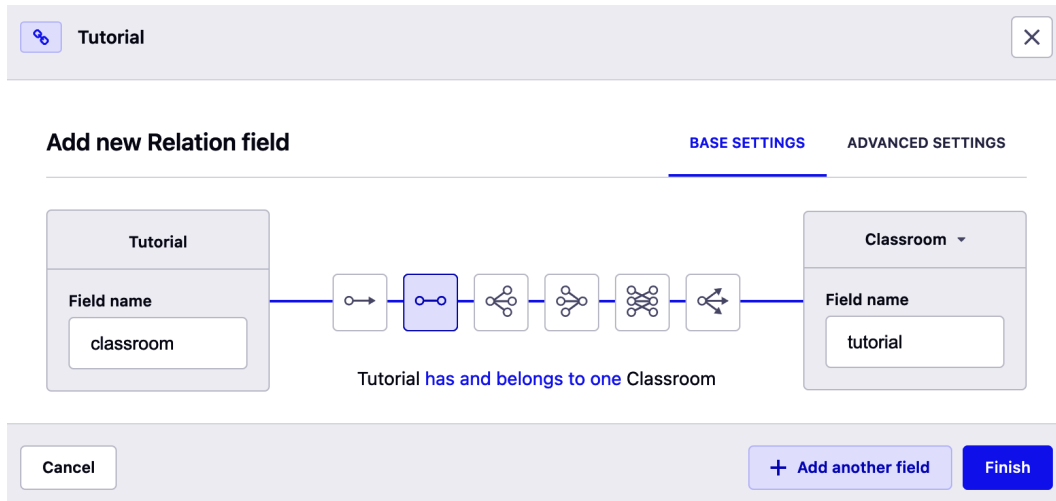 Tutorial
Add new Relation field
BASE SETTINGS
ADVANCED SETTINGS
Tutorial
Field name
classroom
Classroom
Field name
tutorial
Tutorial has and belongs to one Classroom
Cancel
Add another field
Finish